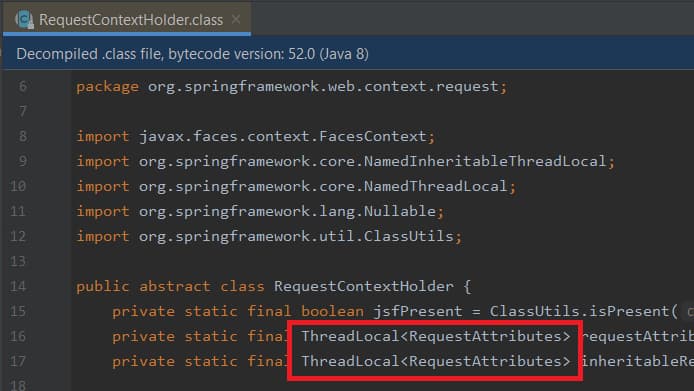 RequestContextHolder.class ×
Decompiled .class file, bytecode version: 52.0 (Java 8)
6 package org.springframework.web.context.request;
7
8 import javax.faces.context.FacesContext;
9 import org.springframework.core.NamedInheritableThreadLocal;
10 import org.springframework.core.NamedThreadLocal;
11 import org.springframework.lang.Nullable;
12 import org.springframework.util.ClassUtils;
13
14 public abstract class RequestContextHolder {
15 private static final boolean jsfPresent = ClassUtils.isPresent(
16 private static final ThreadLocal<RequestAttributes> requestAttrib
17 private static final ThreadLocal<RequestAttributes> inheritableRe
18